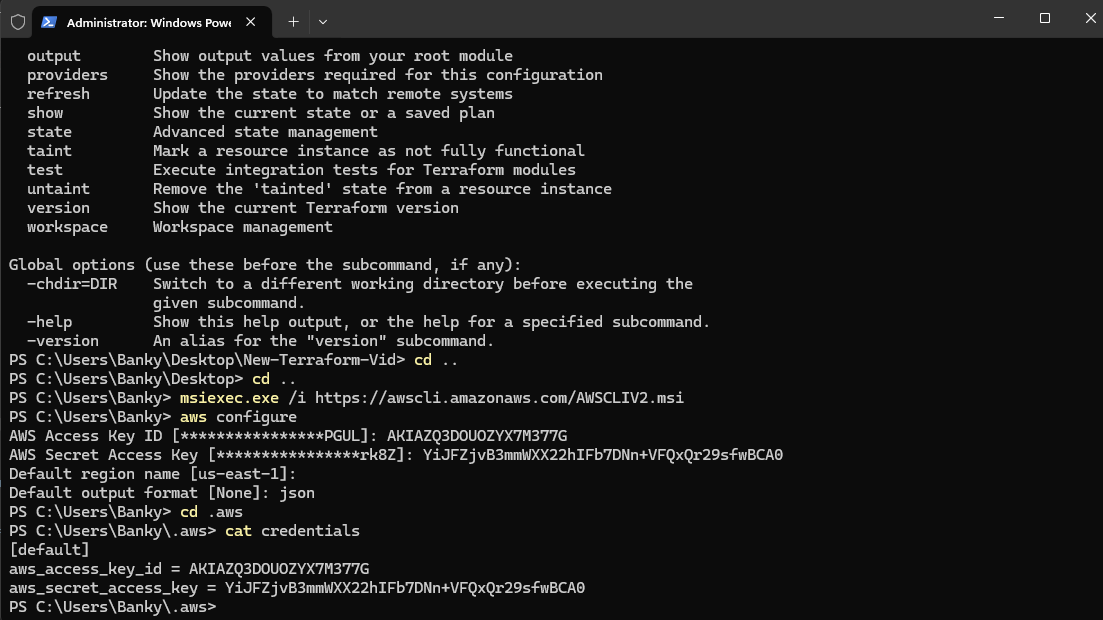 Administrator: Windows Powe
output Show output values from your root module
providers Show the providers required for this configuration
refresh Update the state to match remote systems
show Show the current state or a saved plan
state Advanced state management
taint Mark a resource instance as not fully functional
test Execute integration tests for Terraform modules
untaint Remove the 'tainted' state from a resource instance
version Show the current Terraform version
workspace Workspace management
Global options (use these before the subcommand, if any):
-chdir=DIR Switch to a different working directory before executing the
given subcommand.
-help Show this help output, or the help for a specified subcommand.
-version An alias for the "version" subcommand.
PS C:\Users\Banky\Desktop\New-Terraform-Vid> cd ..
PS C:\Users\Banky\Desktop> cd ..
PS C:\Users\Banky> msiexec.exe /i https://awscli.amazonaws.com/AWSCLIV2.msi
PS C:\Users\Banky> aws configure
AWS Access Key ID [****************PGUL]: AKIAZQ3DOUOZYX7M377G
AWS Secret Access Key [****************rk8Z]: 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
Default region name [us-east-1]:
Default output format [None]: json
PS C:\Users\Banky> cd .aws
PS C:\Users\Banky\.aws> cat credentials
[default]
aws_access_key_id = AKIAZQ3DOUOZYX7M377G
aws_secret_access_key = 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
PS C:\Users\Banky\.aws>